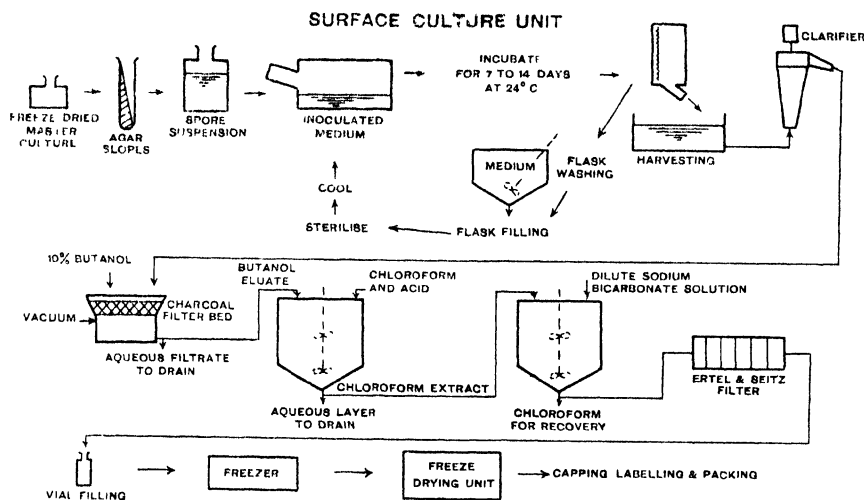 SURFACE CULTURE UNIT
CLARIFIER
INCUBATE
FOR 7 TO 14 DAYS
AT 24° C
FREEZE DRIED
MASTER
CULTURE
AGAR
SLOPES
SPORE
SUSPENSION
INOCULATED
MEDIUM
HARVESTING
MEDIUM
FLASK
WASHING
COOL
STERILISE
FLASK FILLING
10% BUTANOL
BUTANOL
ELUATE
CHLOROFORM
AND ACID
DILUTE SODIUM
BICARBONATE SOLUTION
VACUUM
CHARCOAL
FILTER BED
AQUEOUS FILTRATE
TO DRAIN
CHLOROFORM EXTRACT
AQUEOUS LAYER
TO DRAIN
CHLOROFORM
FOR RECOVERY
ERTEL & SEITZ
FILTER
VIAL FILLING
FREEZER
FREEZE
DRYING UNIT
CAPPING LABELLING & PACKING